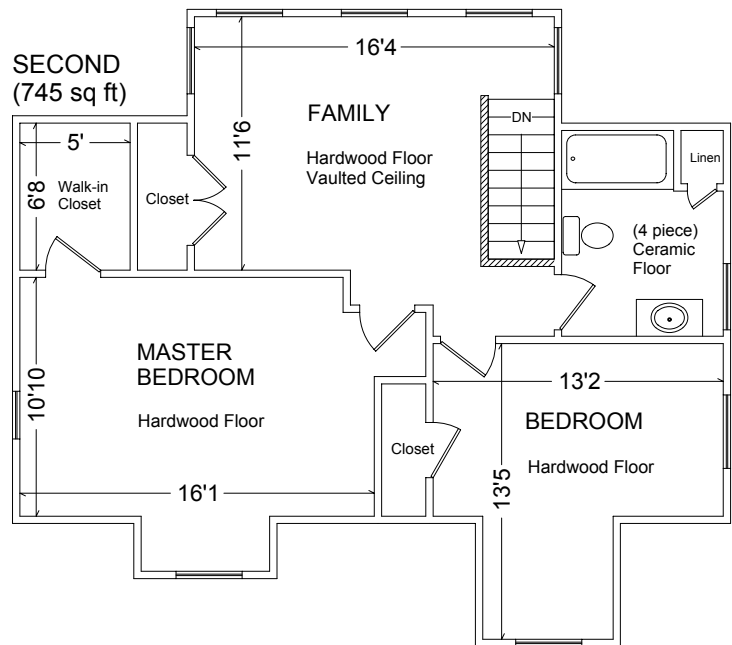 SECOND
(745 sq ft)
16'4
FAMILY
Hardwood Floor
Vaulted Ceiling
11'6
DN
5'
6'8
Walk-in
Closet
Closet
Linen
(4 piece)
Ceramic
Floor
MASTER
BEDROOM
Hardwood Floor
10'10
16'1
Closet
13'2
BEDROOM
Hardwood Floor
13'5